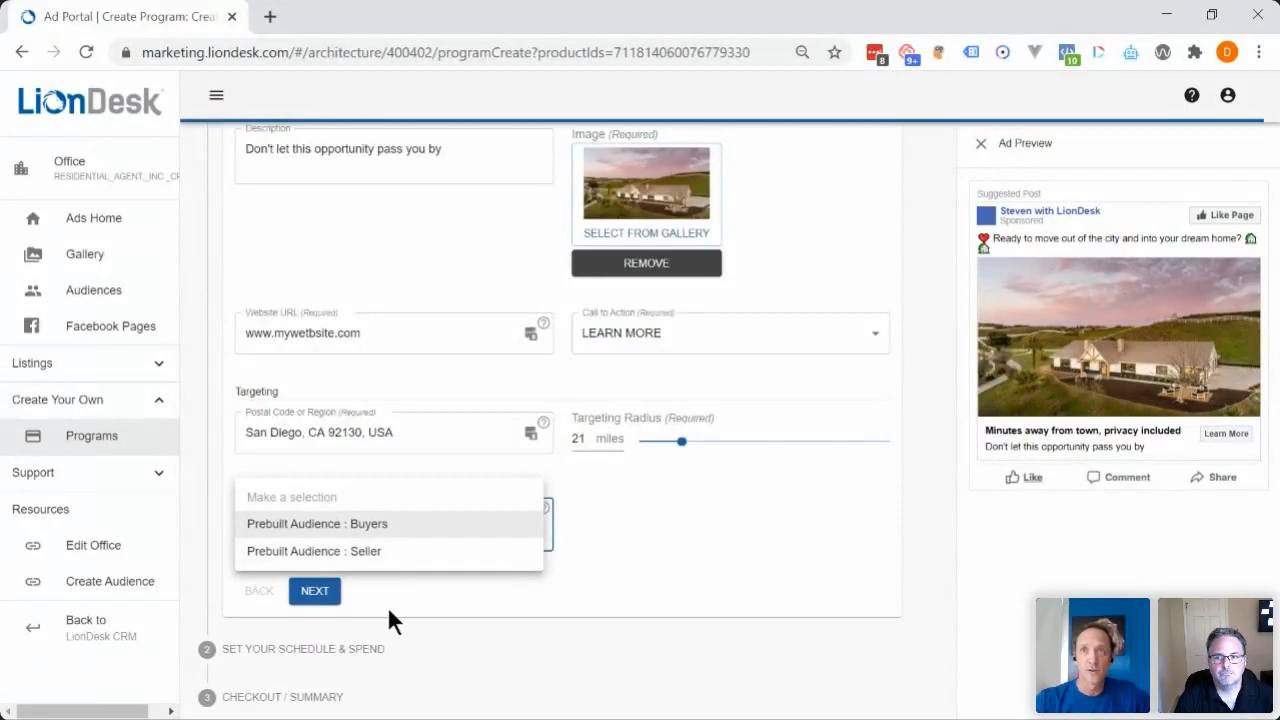 Ad Portal | Create Program: Crea
marketing.liondesk.com/#/architecture/400402/programCreate?productIds=711814060076779330
8
9+
10
D
LionDesk
Office
RESIDENTIAL_AGENT_INC_CF
Ads Home
Gallery
Audiences
Facebook Pages
Listings
Create Your Own
Programs
Support
Resources
Edit Office
Create Audience
Back to
LionDesk CRM
Description
Don't let this opportunity pass you by
Image (Required)
SELECT FROM GALLERY
REMOVE
Website URL (Required)
www.mywetbsite.com
Call to Action (Required)
LEARN MORE
Targeting
Postal Code or Region (Required)
San Diego, CA 92130, USA
Targeting Radius (Required)
21 miles
Make a selection
Prebuilt Audience : Buyers
Prebuilt Audience : Seller
BACK
NEXT
2 SET YOUR SCHEDULE & SPEND
3 CHECKOUT / SUMMARY
Ad Preview
Suggested Post
Steven with LionDesk
Sponsored
Like Page
Ready to move out of the city and into your dream home?
Minutes away from town, privacy included
Don't let this opportunity pass you by
Learn More
Like
Comment
Share